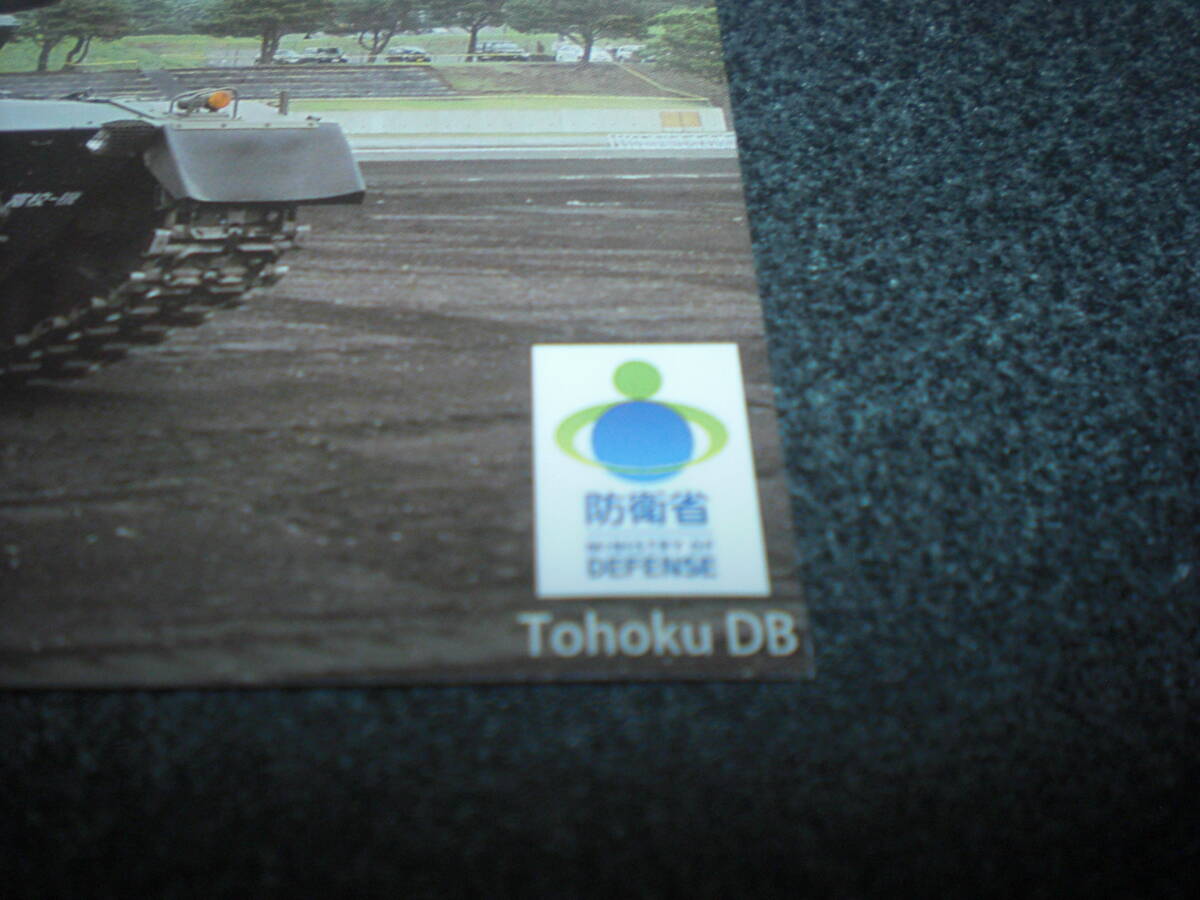 防衛省
MINISTRY OF
DEFENSE
Tohoku DB